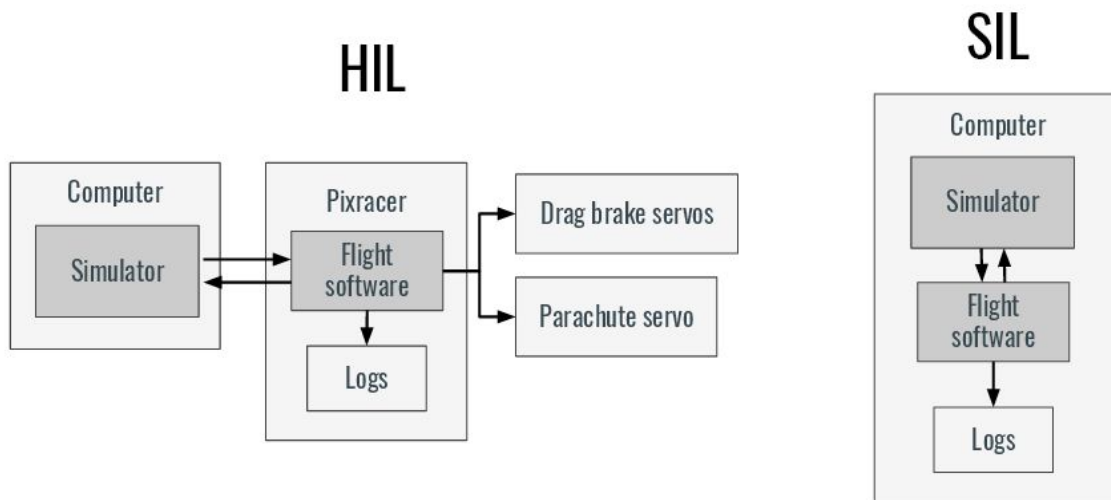 HIL
Computer
Simulator
Pixracer
Flight
software
Logs
Drag brake servos
Parachute servo
SIL
Computer
Simulator
Flight
software
Logs